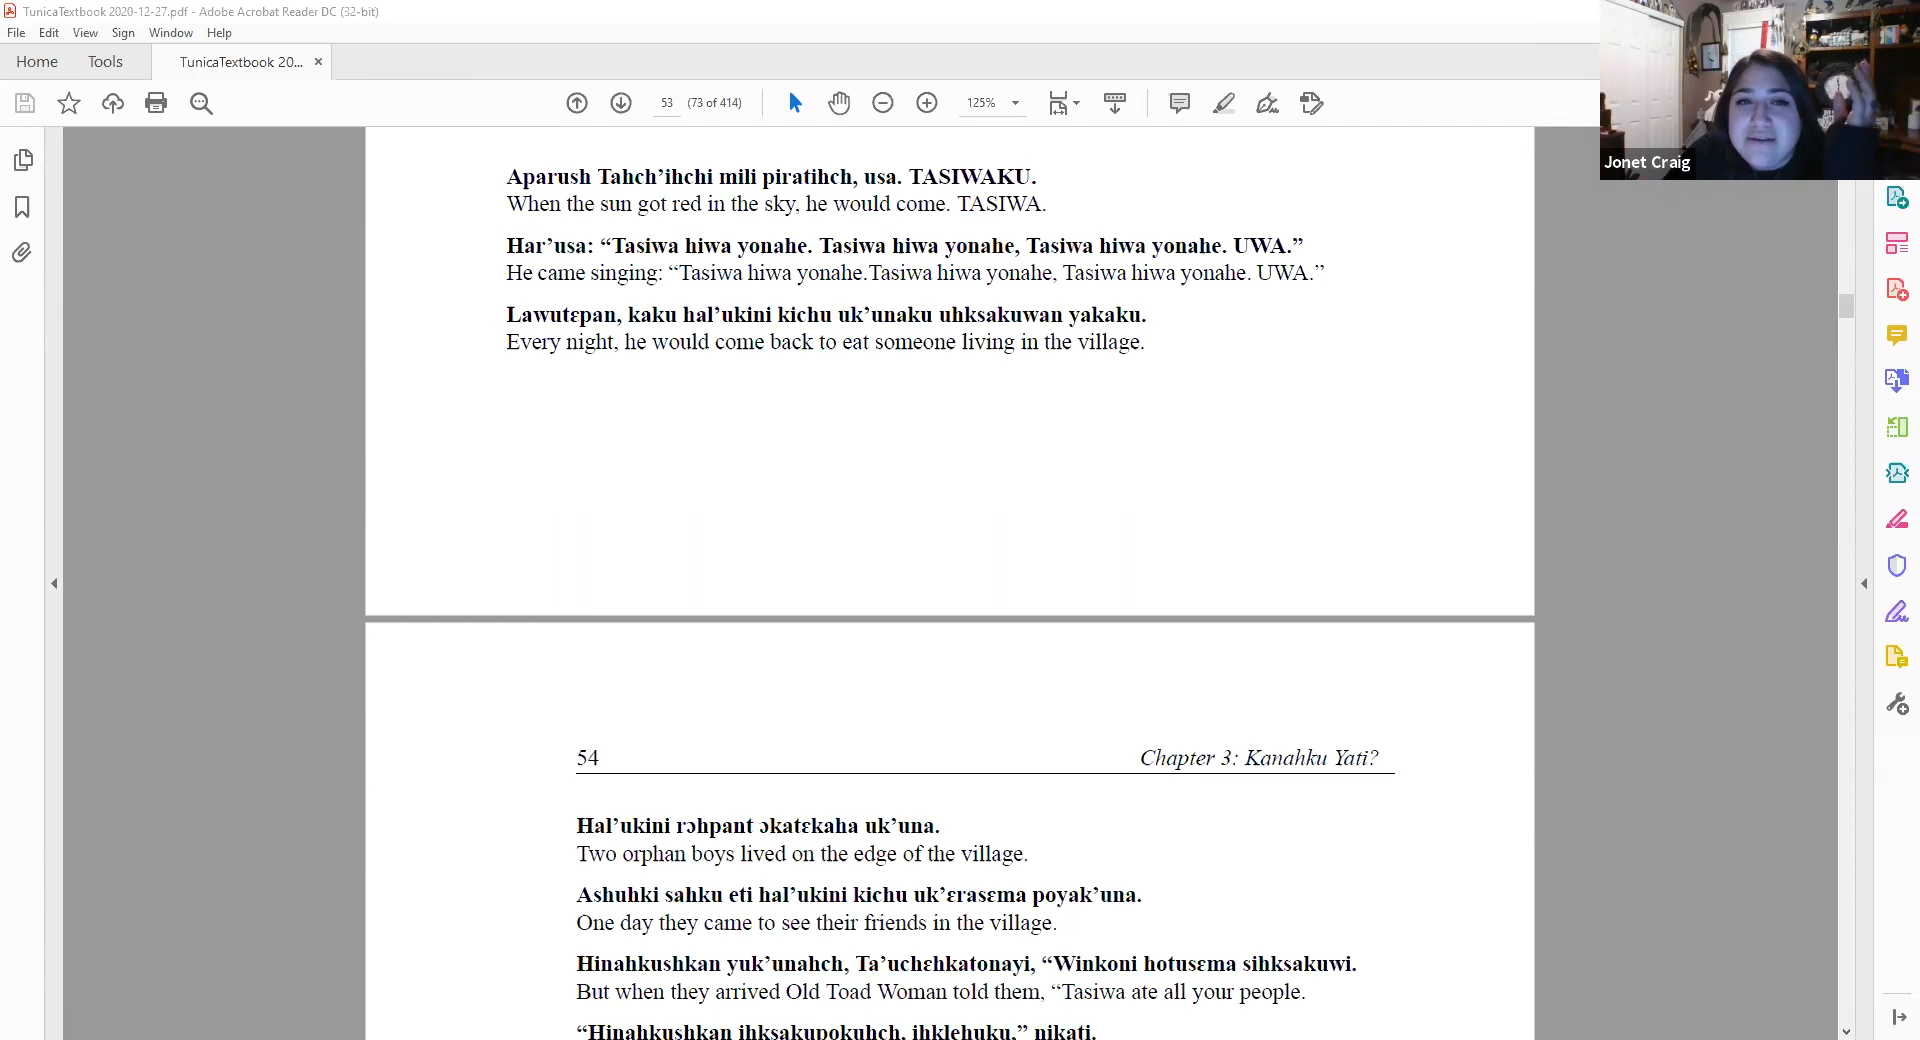 TunicaTextbook 2020-12-27.pdf - Adobe Acrobat Reader DC (32-bit)
File Edit View Sign Window Help
Home Tools TunicaTextbook 20... ×
53 (73 of 414) 125%
Jonet Craig
Aparush Tahch’ihchi mili piratihch, usa. TASIWAKU.
When the sun got red in the sky, he would come. TASIWA.
Har’usa: “Tasiwa hiwa yonahe. Tasiwa hiwa yonahe, Tasiwa hiwa yonahe. UWA.”
He came singing: “Tasiwa hiwa yonahe.Tasiwa hiwa yonahe, Tasiwa hiwa yonahe. UWA.”
Lawutɛpan, kaku hal’ukini kichu uk’unaku uhksakuwan yakaku.
Every night, he would come back to eat someone living in the village.
54 Chapter 3: Kanahku Yati?
Hal’ukini rɔhpant ɔkatɛkaha uk’una.
Two orphan boys lived on the edge of the village.
Ashuhki sahku eti hal’ukini kichu uk’ɛrasɛma poyak’una.
One day they came to see their friends in the village.
Hinahkushkan yuk’unahch, Ta’uchɛhkatonayi, “Winkoni hotusɛma sihksakuwi.
But when they arrived Old Toad Woman told them, “Tasiwa ate all your people.
“Hinahkushkan ihksakupokuhch, ihklehuku,” nikati.